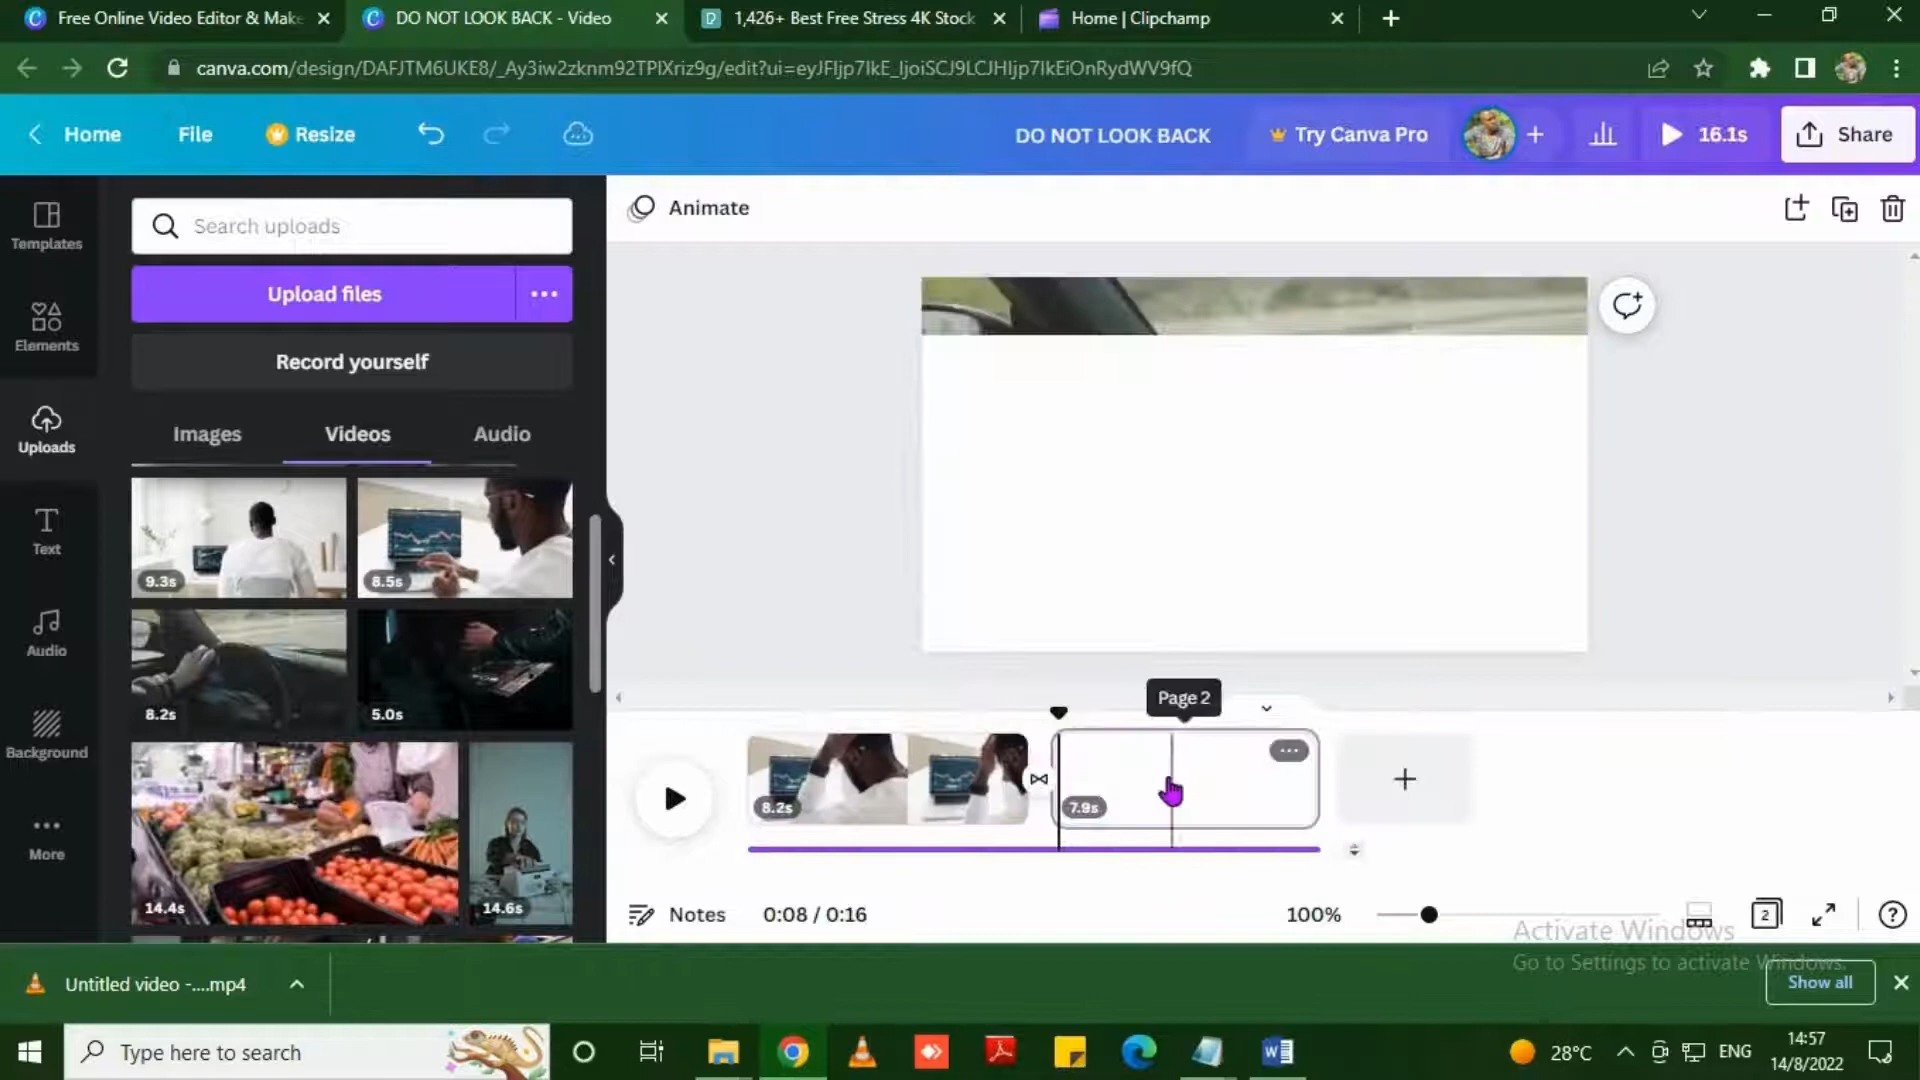 Free Online Video Editor & Make
DO NOT LOOK BACK - Video
1,426+ Best Free Stress 4K Stock
Home | Clipchamp
canva.com/design/DAFJTM6UKE8/_Ay3iw2zknm92TPlXriz9g/edit?ui=eyJFIjp7IkE_IjoiSCJ9LCJHIjp7IkEiOnRydWV9fQ
Home
File
Resize
DO NOT LOOK BACK
Try Canva Pro
16.1s
Share
Templates
Elements
Uploads
Text
Audio
Background
More
Search uploads
Upload files
Record yourself
Images
Videos
Audio
9.3s
8.5s
8.2s
5.0s
14.4s
14.6s
Animate
Page 2
8.2s
7.9s
Notes
0:08 / 0:16
100%
2
Activate Windows
Go to Settings to activate Windows.
Untitled video -....mp4
Show all
Type here to search
28°C
ENG
14:57
14/8/2022